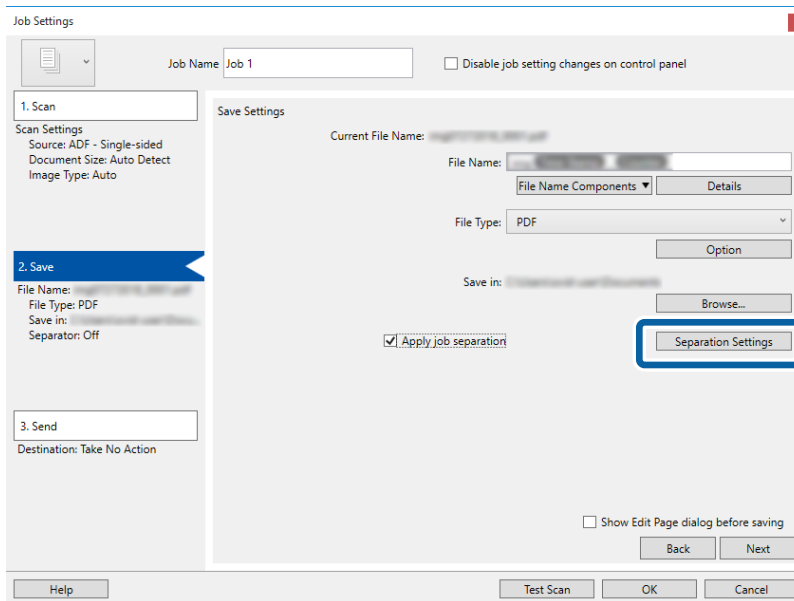 Job Settings
Job Name Job 1
Disable job setting changes on control panel
1. Scan
Scan Settings
Source: ADF - Single-sided
Document Size: Auto Detect
Image Type: Auto
2. Save
File Name:
File Type: PDF
Save in:
Separator: Off
3. Send
Destination: Take No Action
Save Settings
Current File Name:
File Name:
File Name Components ▼ Details
File Type: PDF
Option
Save in:
Browse...
Apply job separation
Separation Settings
Show Edit Page dialog before saving
Back Next
Help Test Scan OK Cancel